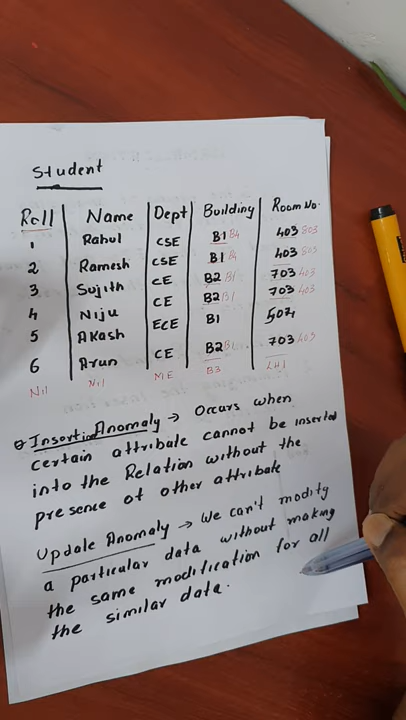 Student
Roll Name Dept Building Room No.
1 Rahul CSE B1 B4 403 803
2 Ramesh CSE B1 B4 403 803
3 Sujith CE B2 B1 703 403
4 Niju CE B2 B1 703 403
5 Akash ECE B1 507
6 Arun CE B2 B1 703 403
Nil Nil ME B3 LH1
Insertion Anomaly → Occurs when
certain attribute cannot be inserted
into the Relation without the
presence of other attribute
Update Anomaly → We can't modify
a particular data without making
the same modification for all
the similar data.